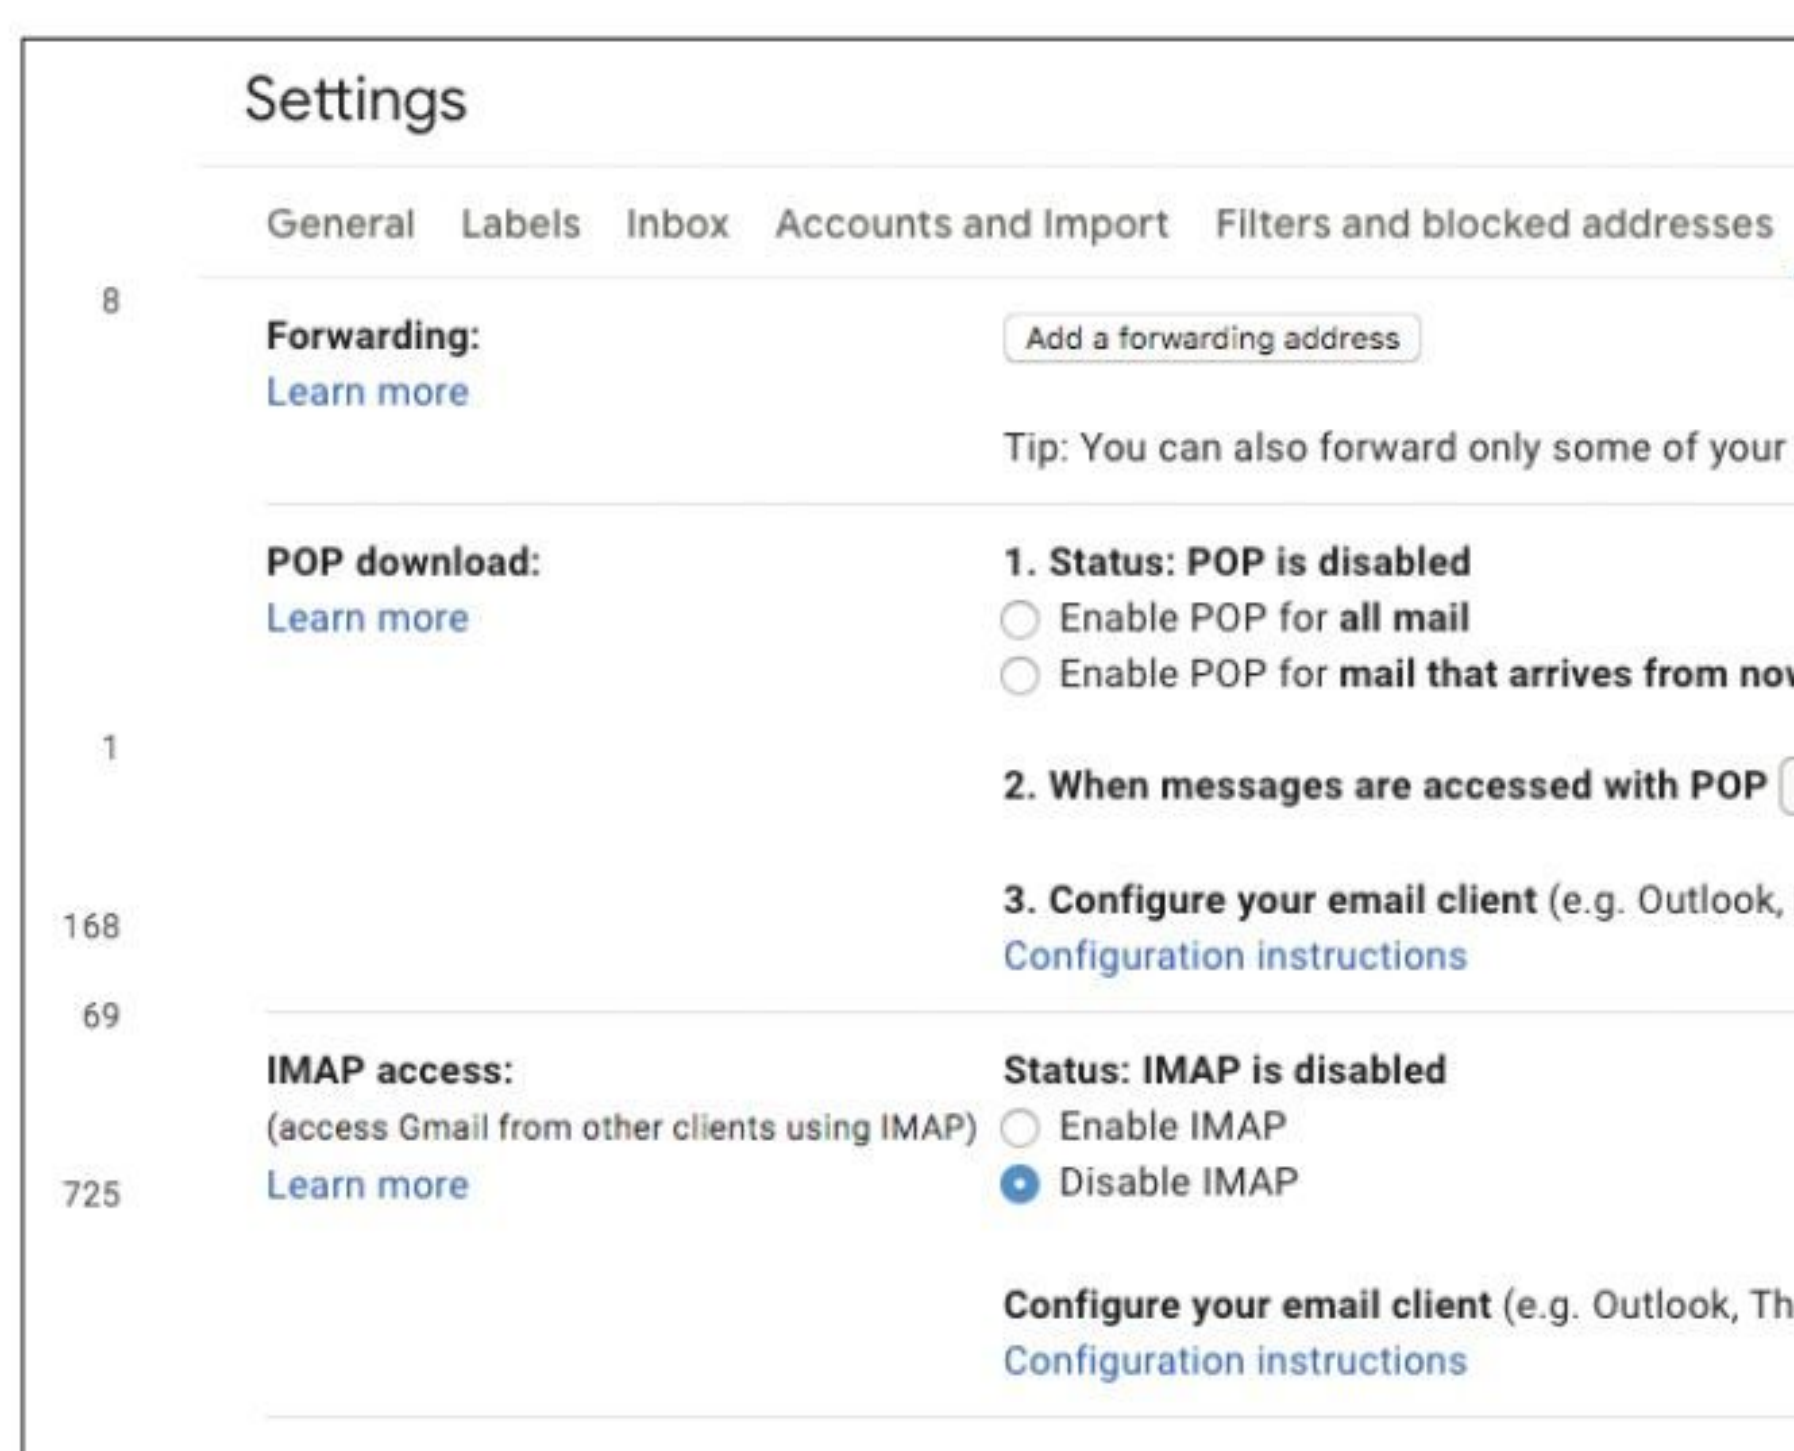 Settings
General Labels Inbox Accounts and Import Filters and blocked addresses
8
Forwarding:
Add a forwarding address
Learn more
Tip: You can also forward only some of your
POP download:
1. Status: POP is disabled
Learn more
Enable POP for all mail
Enable POP for mail that arrives from
1
2. When messages are accessed with POP
168
3. Configure your email client (e.g. Outlook,
Configuration instructions
69
IMAP access:
Status: IMAP is disabled
(access Gmail from other clients using IMAP)
Enable IMAP
725
Learn more
Disable IMAP
Configure your email client (e.g. Outlook,
Configuration instructions